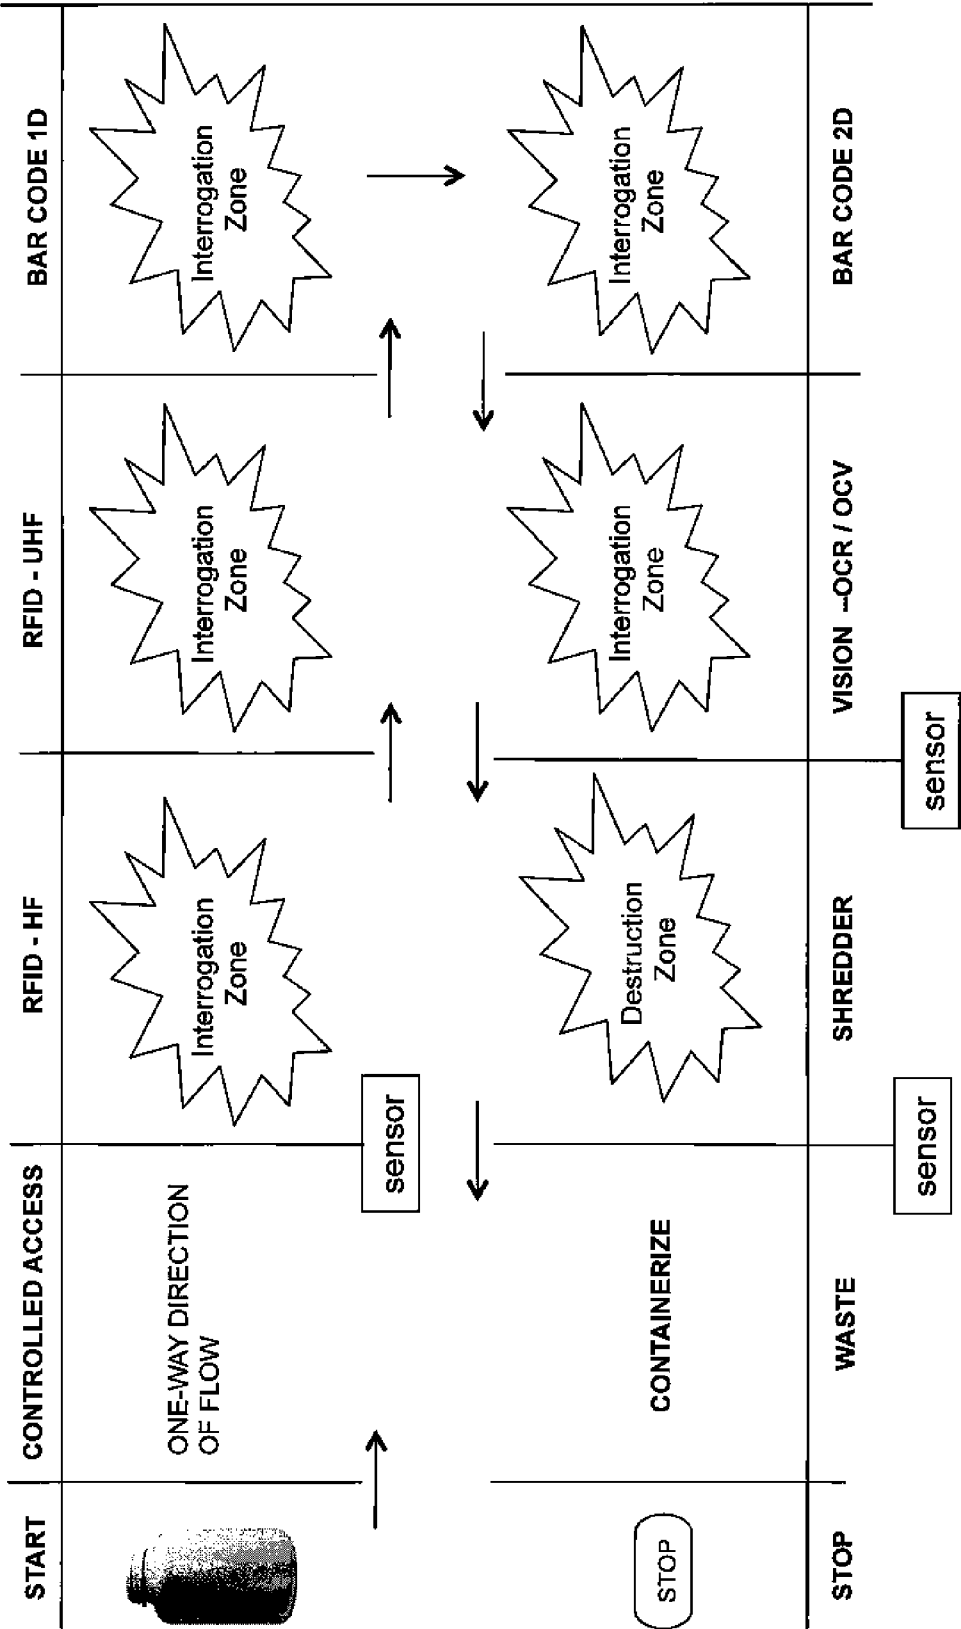 START
CONTROLLED ACCESS
RFID - HF
RFID - UHF
BAR CODE 1D
ONE-WAY DIRECTION
OF FLOW
Interrogation
Zone
Interrogation
Zone
Interrogation
Zone
sensor
STOP
CONTAINERIZE
Destruction
Zone
Interrogation
Zone
Interrogation
Zone
STOP
WASTE
SHREDDER
VISION --OCR / OCV
BAR CODE 2D
sensor
sensor